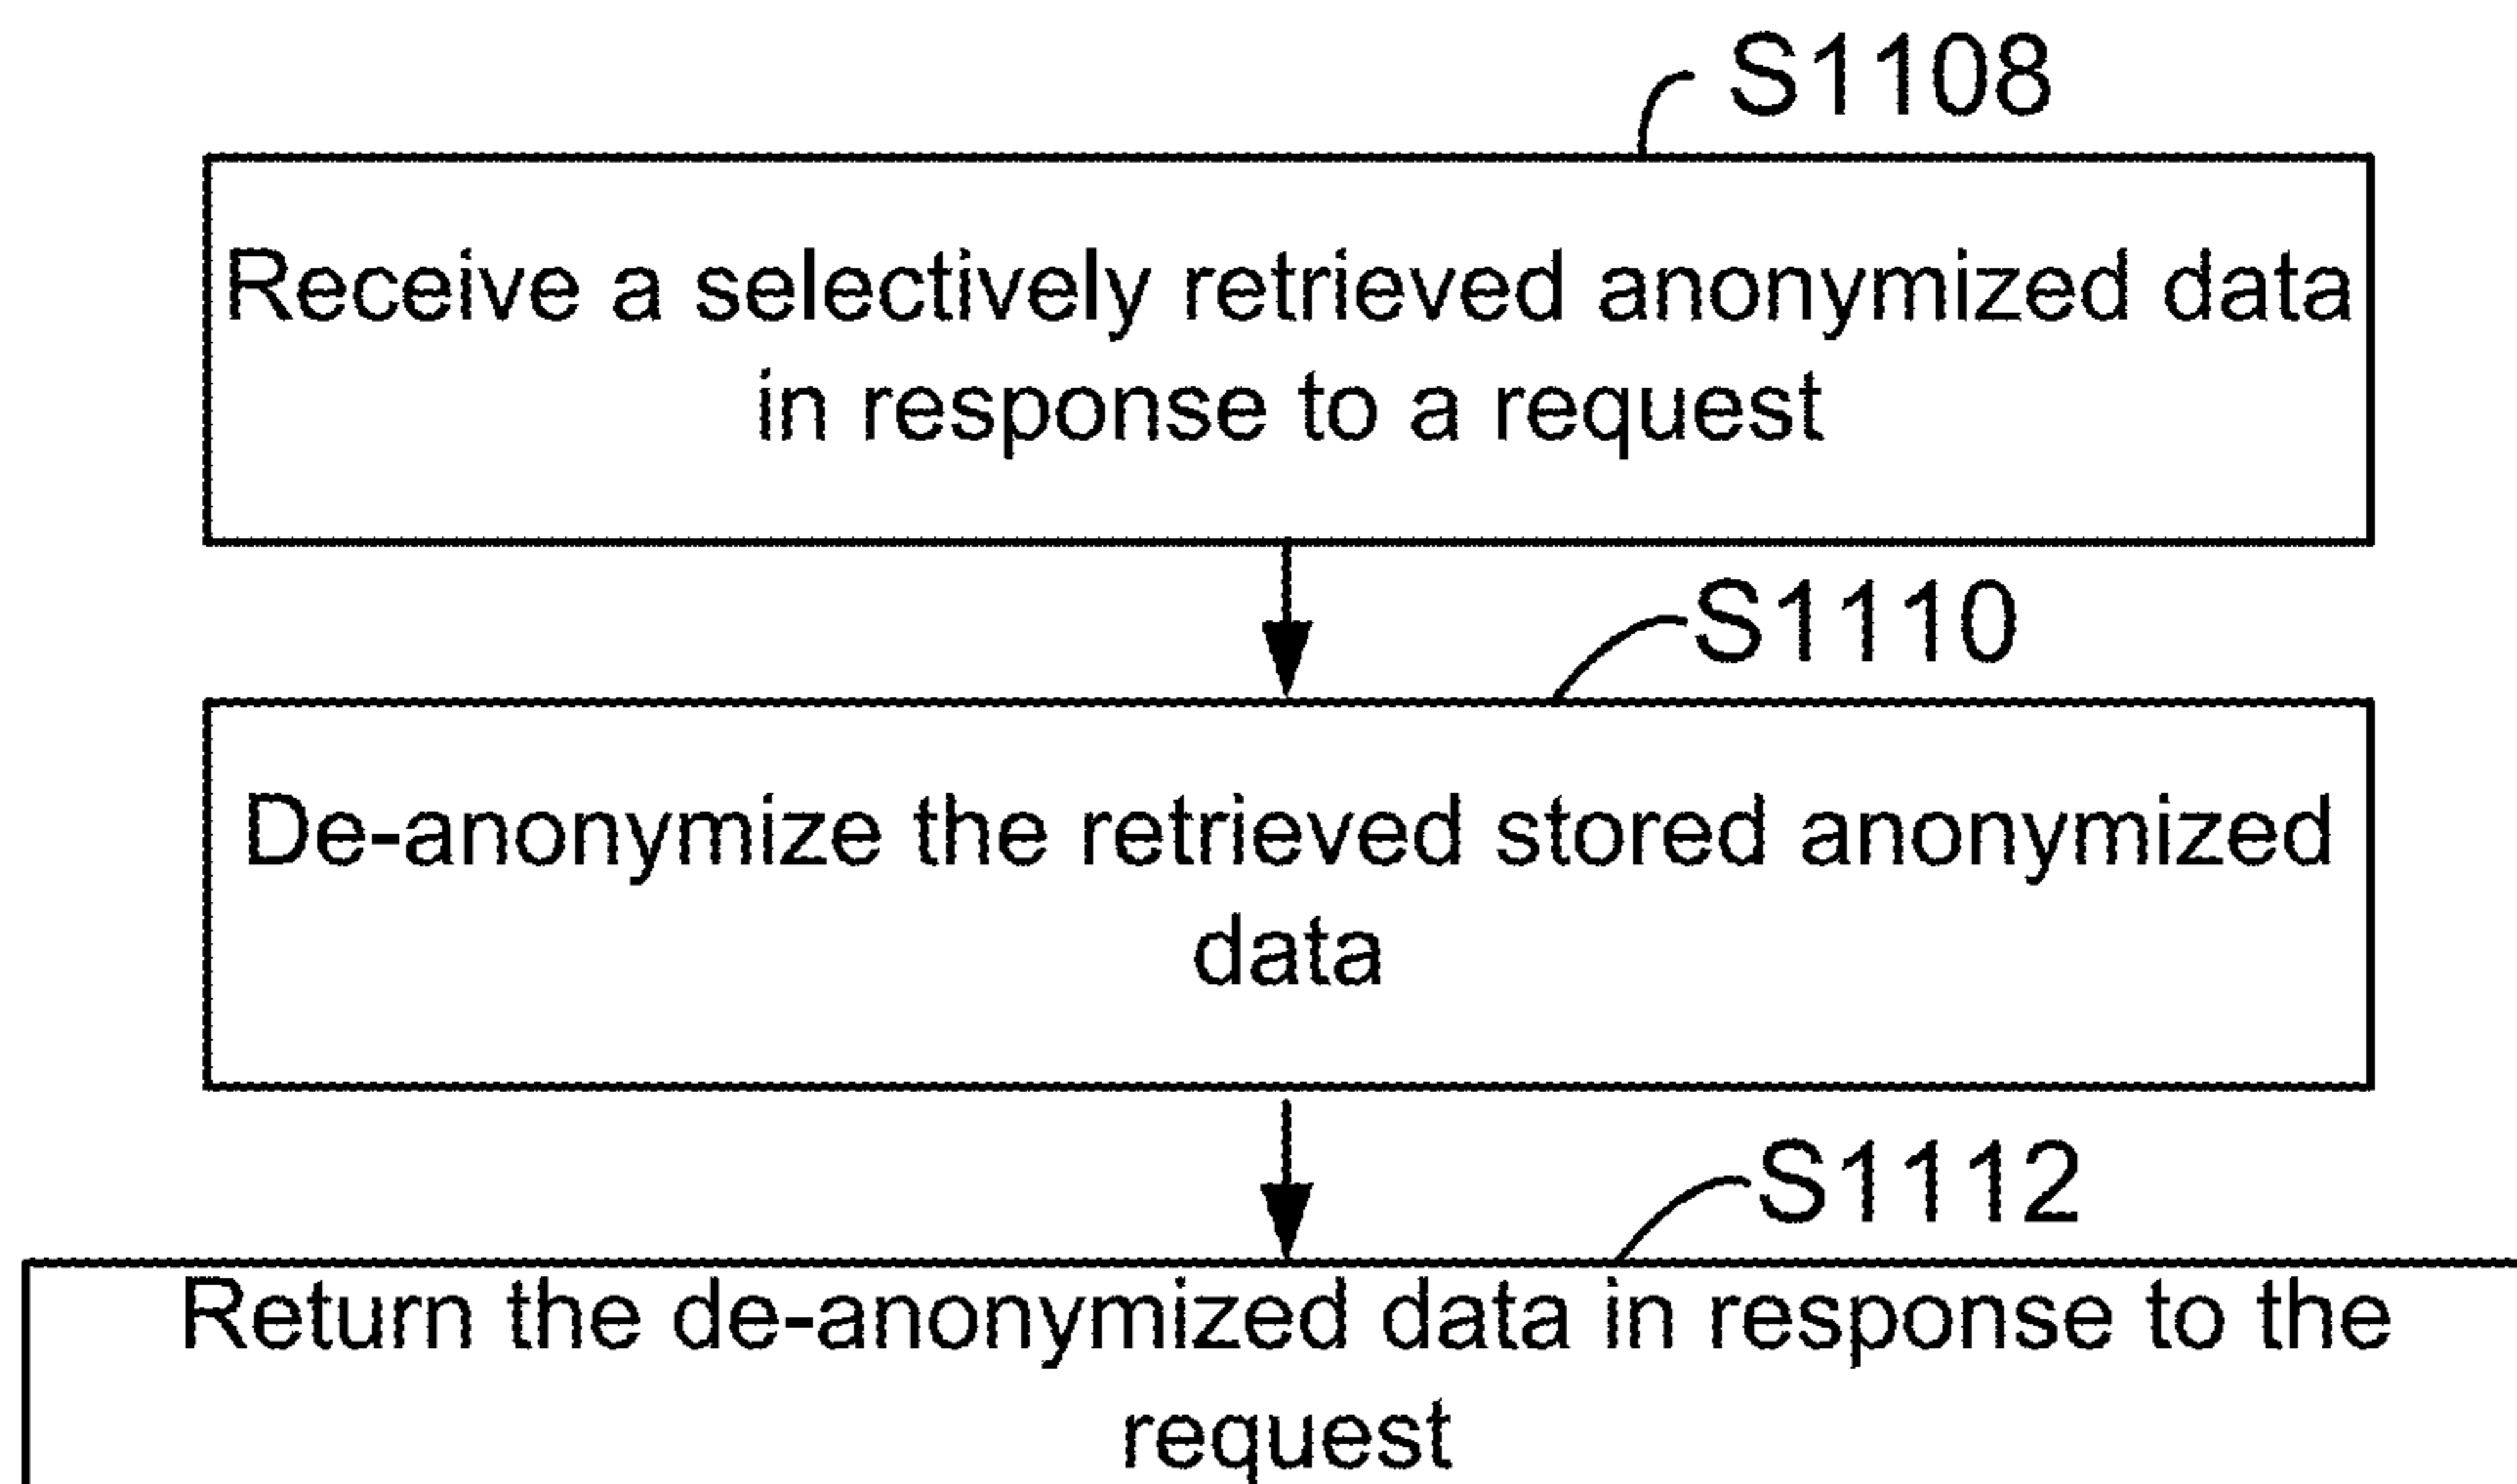 S1108
Receive a selectively retrieved anonymized data
in response to a request
S1110
De-anonymize the retrieved stored anonymized
data
S1112
Return the de-anonymized data in response to the
request